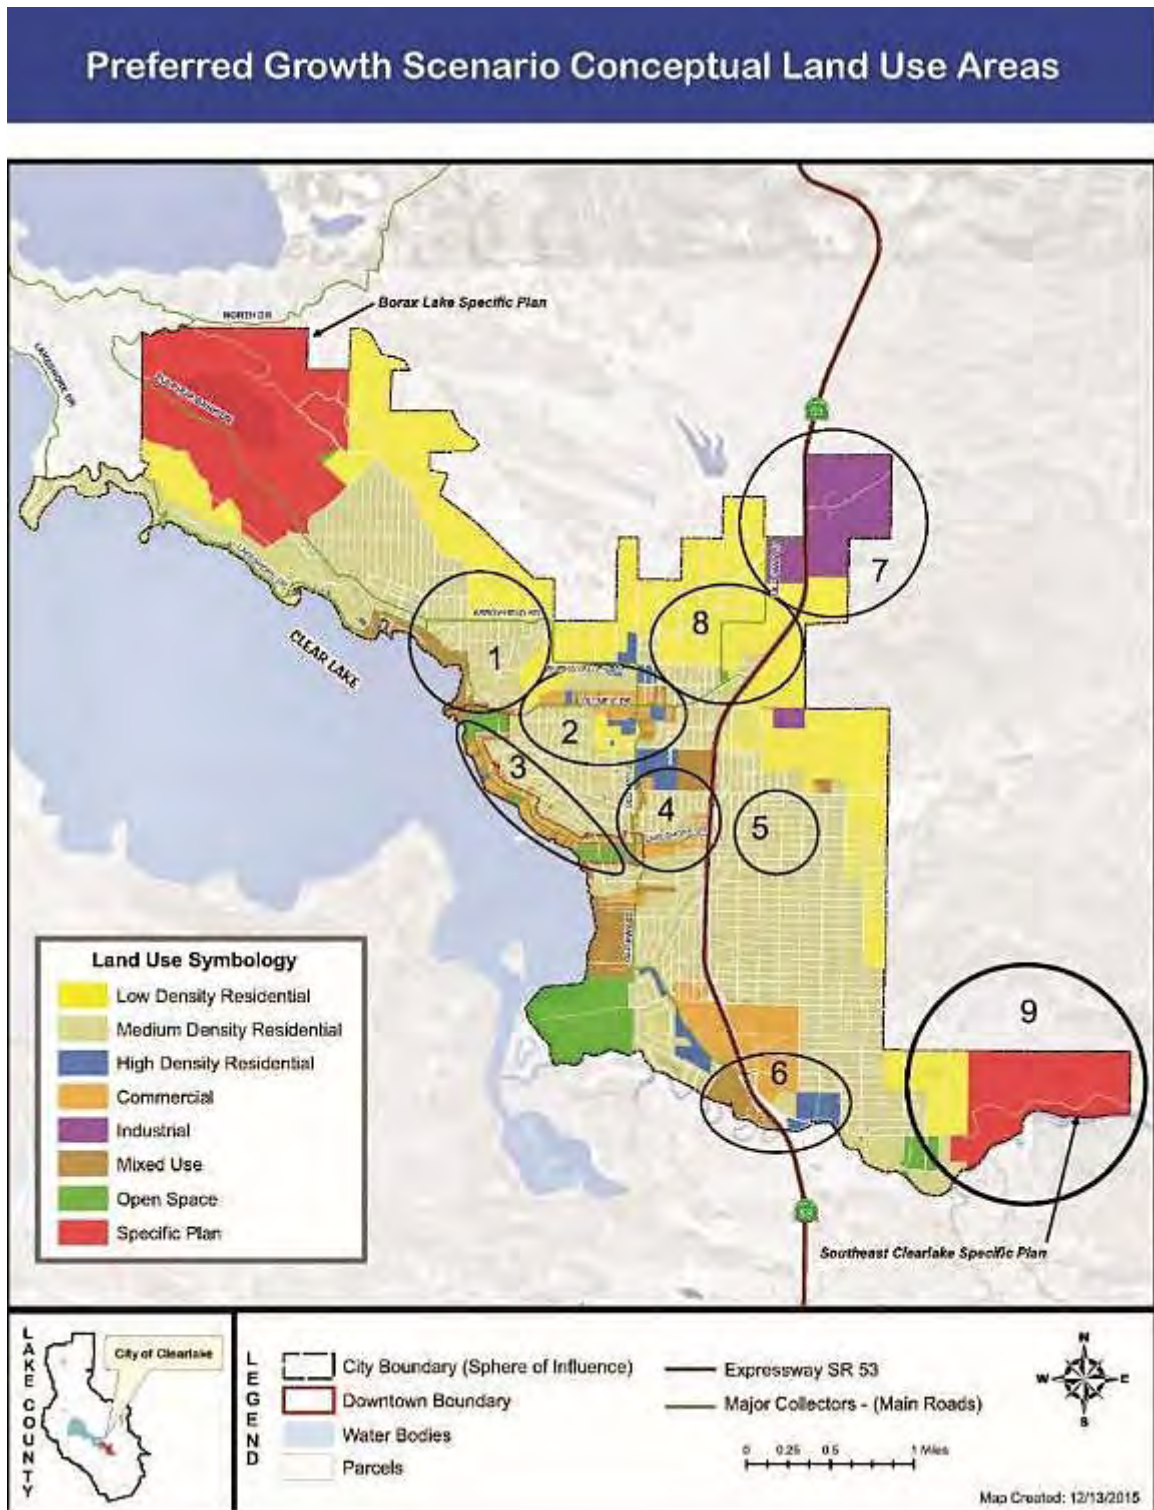 Preferred Growth Scenario Conceptual Land Use Areas
Borax Lake Specific Plan
NORTH DR
LAKESHORE DR
CLEAR LAKE
1
2
3
4
5
6
7
8
9
Southeast Clearlake Specific Plan
Land Use Symbology
Low Density Residential
Medium Density Residential
High Density Residential
Commercial
Industrial
Mixed Use
Open Space
Specific Plan
LAKE COUNTY
City of Clearlake
LEGEND
City Boundary (Sphere of Influence)
Downtown Boundary
Water Bodies
Parcels
Expressway SR 53
Major Collectors - (Main Roads)
0 0.25 0.5 1 Miles
N
W E
S
Map Created: 12/13/2015